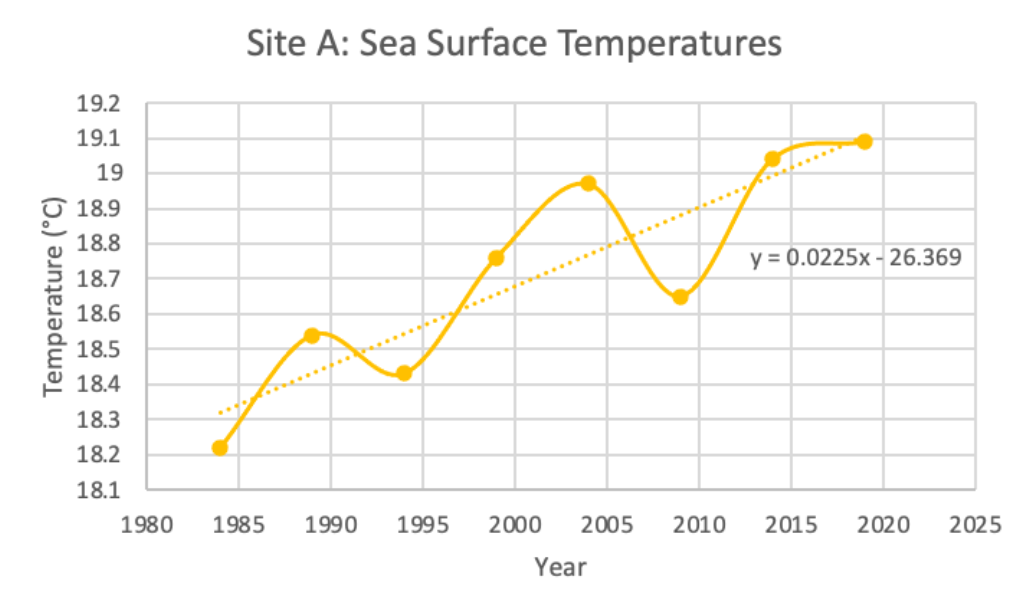 Site A: Sea Surface Temperatures
Temperature (°C)
19.2
19.1
19
18.9
18.8
18.7
18.6
18.5
18.4
18.3
18.2
18.1
y = 0.0225x - 26.369
1980 1985 1990 1995 2000 2005 2010 2015 2020 2025
Year